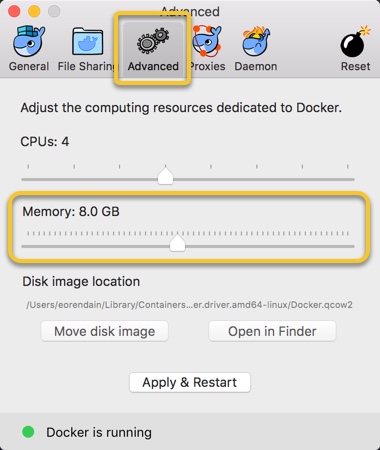 Advanced
General File Sharing Advanced Proxies Daemon Reset
Adjust the computing resources dedicated to Docker.
CPUs: 4
Memory: 8.0 GB
Disk image location
/Users/eorendain/Library/Containers...er.driver.amd64-linux/Docker.qcow2
Move disk image Open in Finder
Apply & Restart
Docker is running